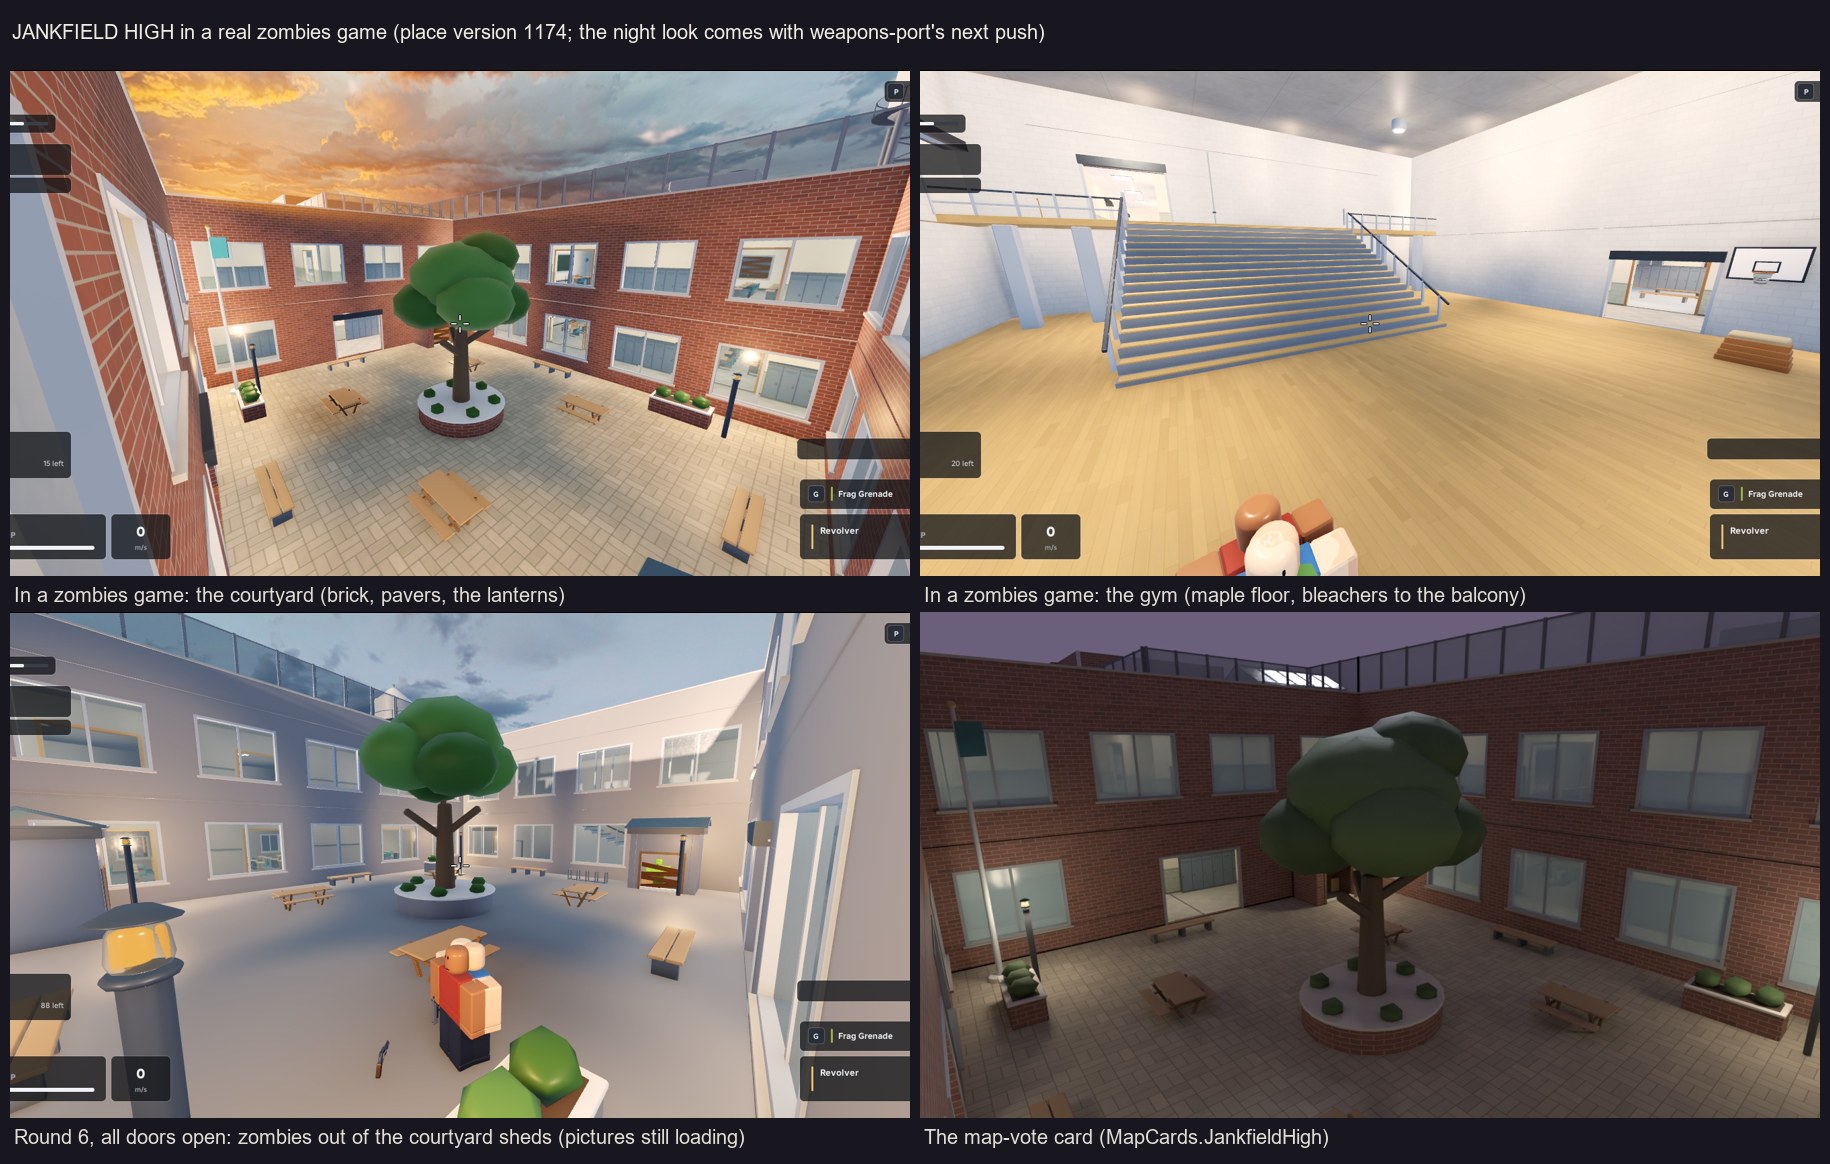 JANKFIELD HIGH in a real zombies game (place version 1174; the night look comes with weapons-port's next push)
P
15 left
G Frag Grenade
P
0
m/s
Revolver
In a zombies game: the courtyard (brick, pavers, the lanterns)
P
20 left
G Frag Grenade
P
0
m/s
Revolver
In a zombies game: the gym (maple floor, bleachers to the balcony)
P
88 left
G Frag Grenade
P
0
m/s
Revolver
Round 6, all doors open: zombies out of the courtyard sheds (pictures still loading)
The map-vote card (MapCards.JankfieldHigh)